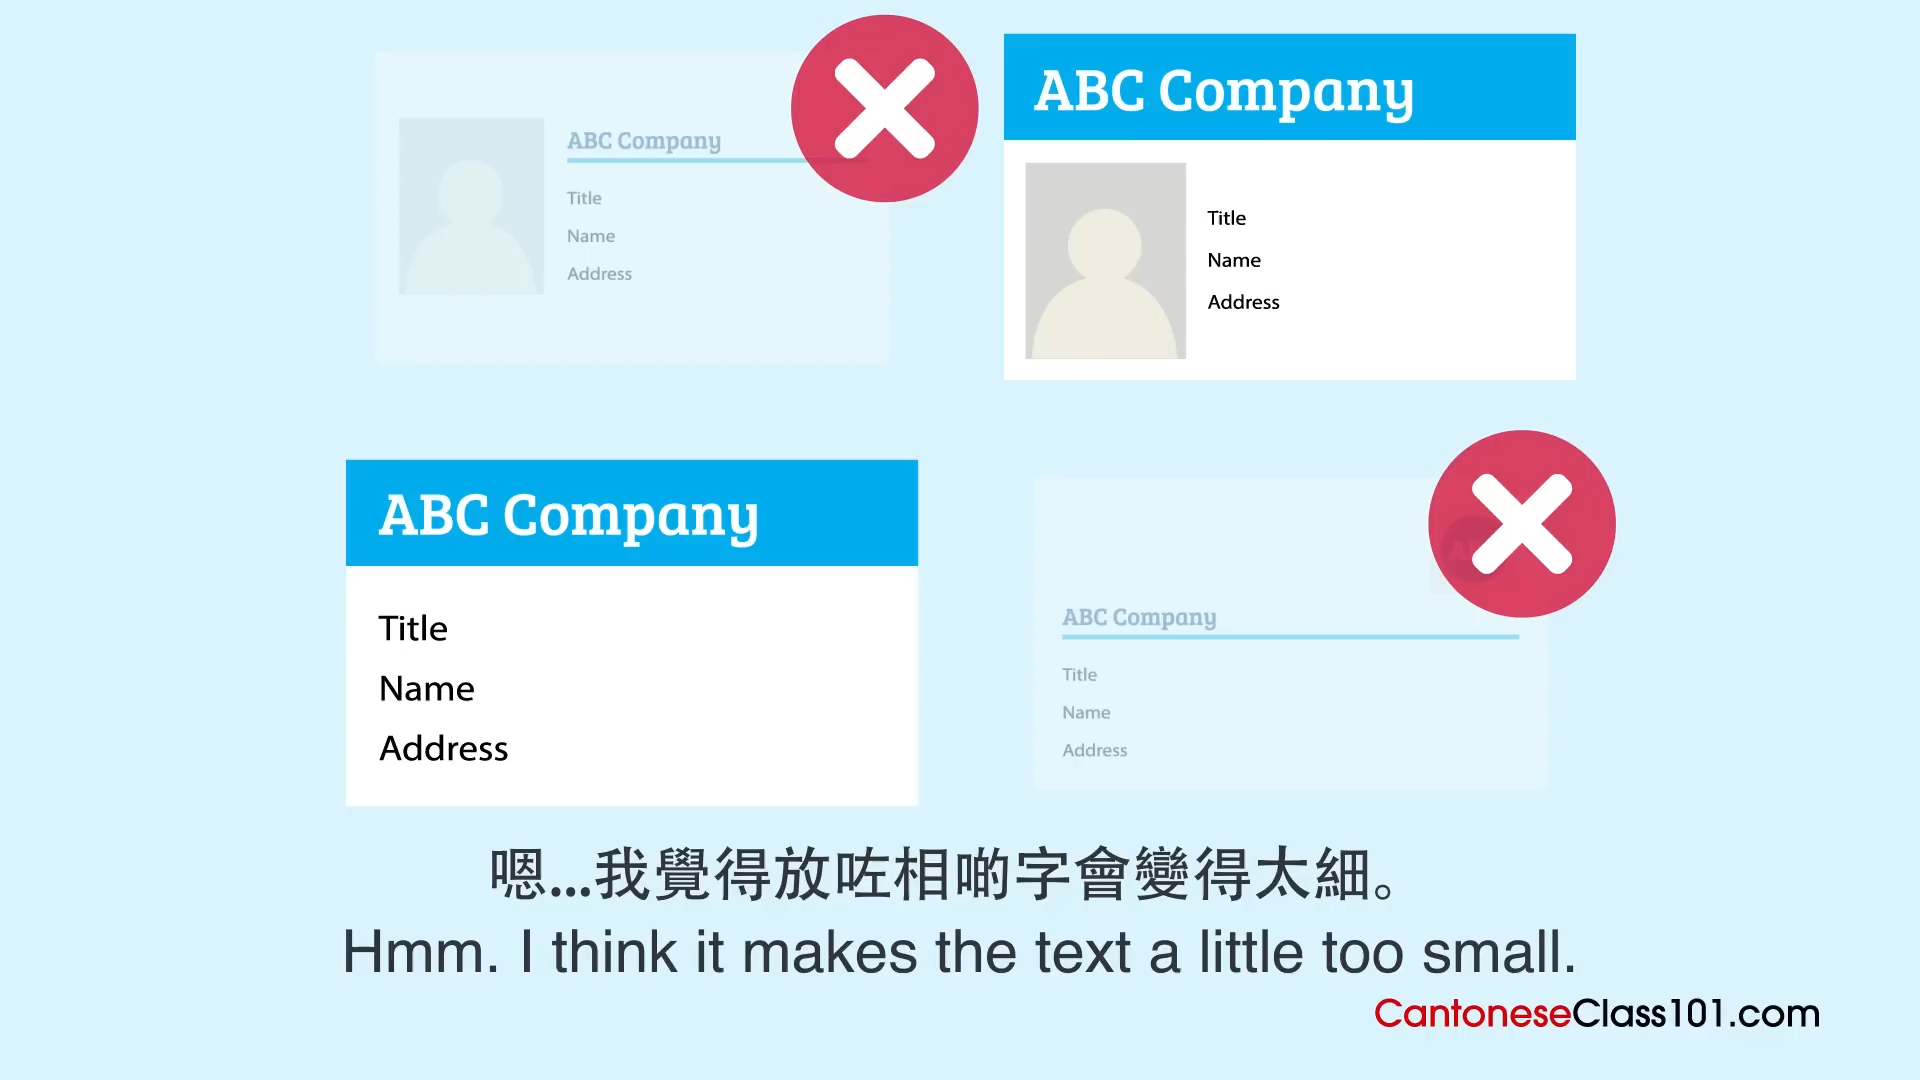 ABC Company
Title
Name
Address
ABC Company
Title
Name
Address
ABC Company
Title
Name
Address
ABC Company
Title
Name
Address
嗯...我覺得放咗相啲字會變得太細。
Hmm. I think it makes the text a little too small.
CantoneseClass101.com